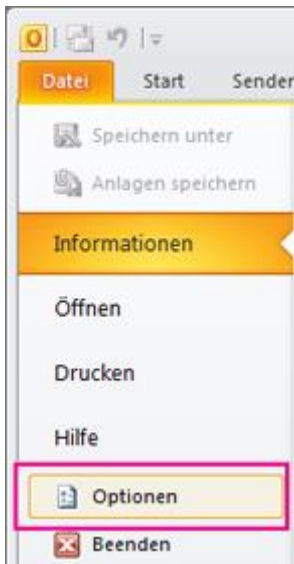 Datei Start Sender
Speichern unter
Anlagen speichern
Informationen
Öffnen
Drucken
Hilfe
Optionen
Beenden